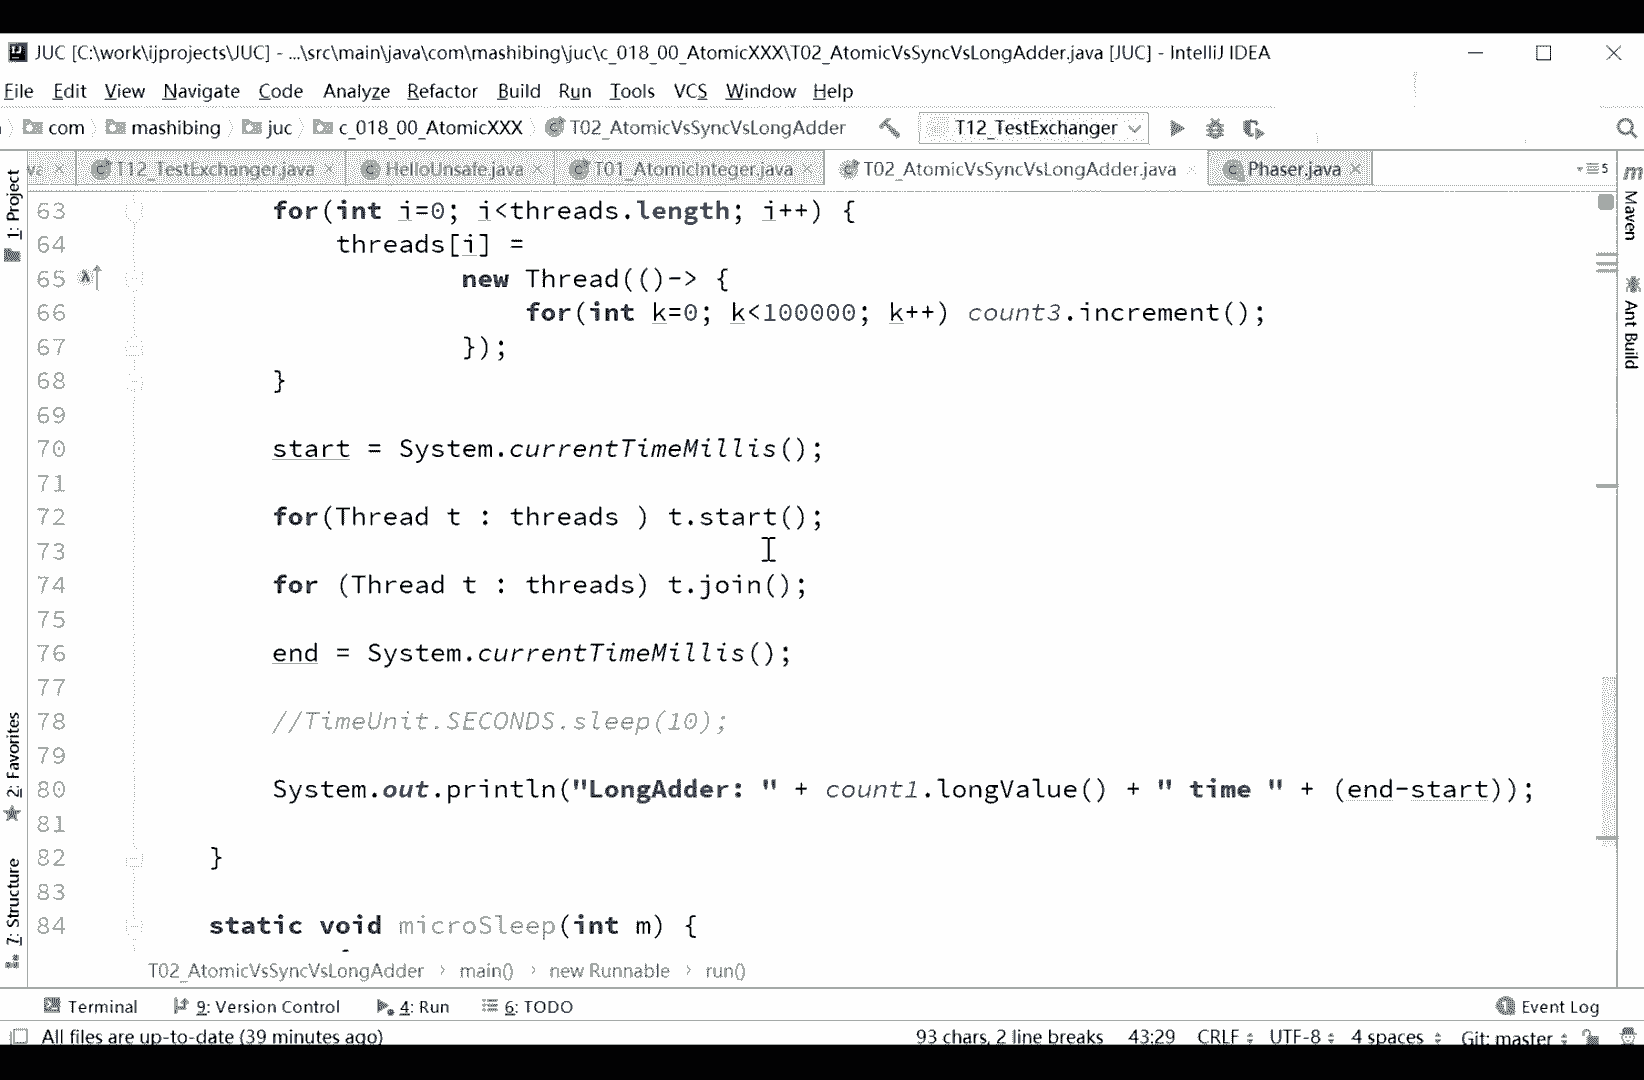 JUC [C:\work\ijprojects\JUC] - ...\src\main\java\com\mashibing\juc\c_018_00_AtomicXXX\T02_AtomicVsSyncVsLongAdder.java [JUC] - IntelliJ IDEA
File Edit View Navigate Code Analyze Refactor Build Run Tools VCS Window Help
com mashibing juc c_018_00_AtomicXXX T02_AtomicVsSyncVsLongAdder T12_TestExchanger
T12_TestExchanger.java HelloUnsafe.java T01_AtomicInteger.java T02_AtomicVsSyncVsLongAdder.java Phaser.java 5
1: Project
2: Favorites
7: Structure
63 for(int i=0; i<threads.length; i++) {
64 threads[i] =
65 new Thread(()-> {
66 for(int k=0; k<100000; k++) count3.increment();
67 });
68 }
69
70 start = System.currentTimeMillis();
71
72 for(Thread t : threads ) t.start();
73
74 for (Thread t : threads) t.join();
75
76 end = System.currentTimeMillis();
77
78 //TimeUnit.SECONDS.sleep(10);
79
80 System.out.println("LongAdder: " + count1.longValue() + " time " + (end-start));
81
82 }
83
84 static void microSleep(int m) {
Maven
Ant Build
T02_AtomicVsSyncVsLongAdder › main() › new Runnable › run()
Terminal 9: Version Control 4: Run 6: TODO Event Log
All files are up-to-date (39 minutes ago) 93 chars, 2 line breaks 43:29 CRLF UTF-8 4 spaces Git: master